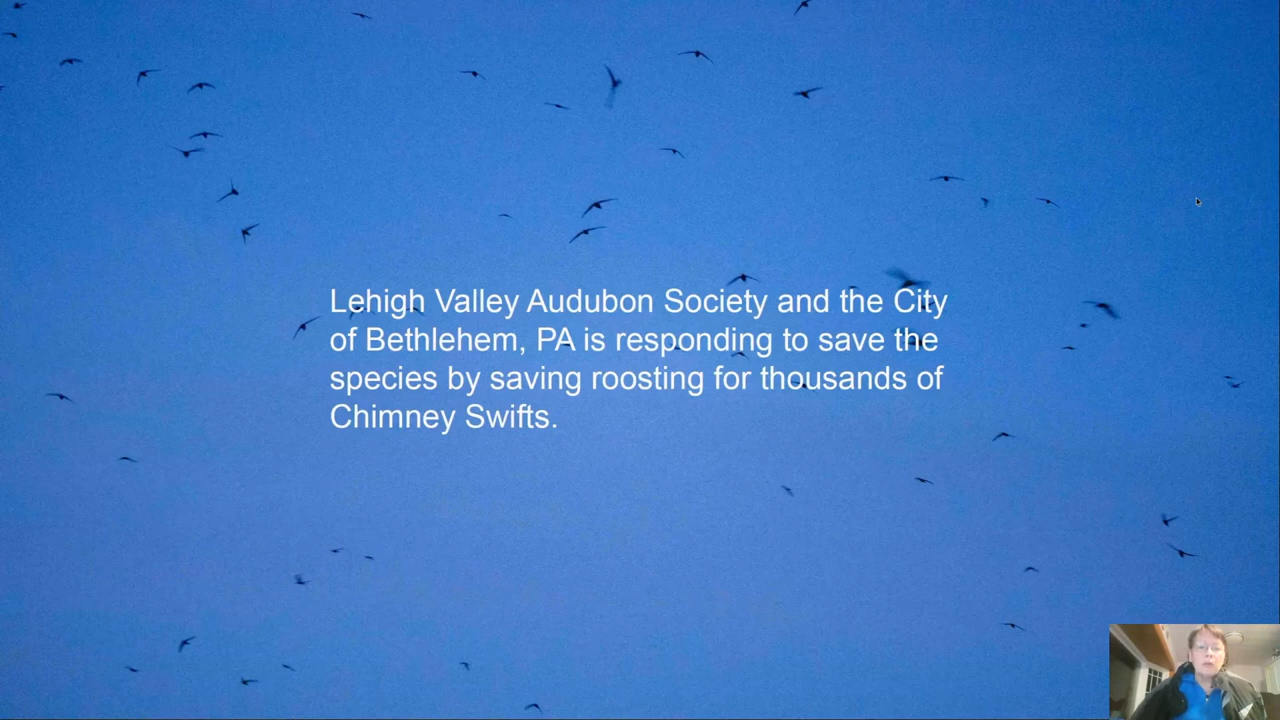 Lehigh Valley Audubon Society and the City
of Bethlehem, PA is responding to save the
species by saving roosting for thousands of
Chimney Swifts.